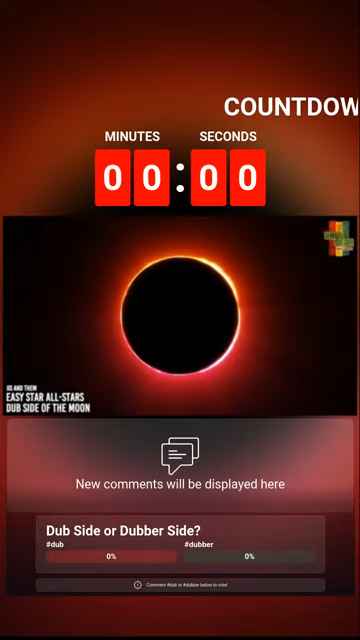 COUNTDOW
MINUTES SECONDS
00:00
US AND THEM
EASY STAR ALL-STARS
DUB SIDE OF THE MOON
New comments will be displayed here
Dub Side or Dubber Side?
#dub #dubber
0% 0%
Comment #dub or #dubber below to vote!